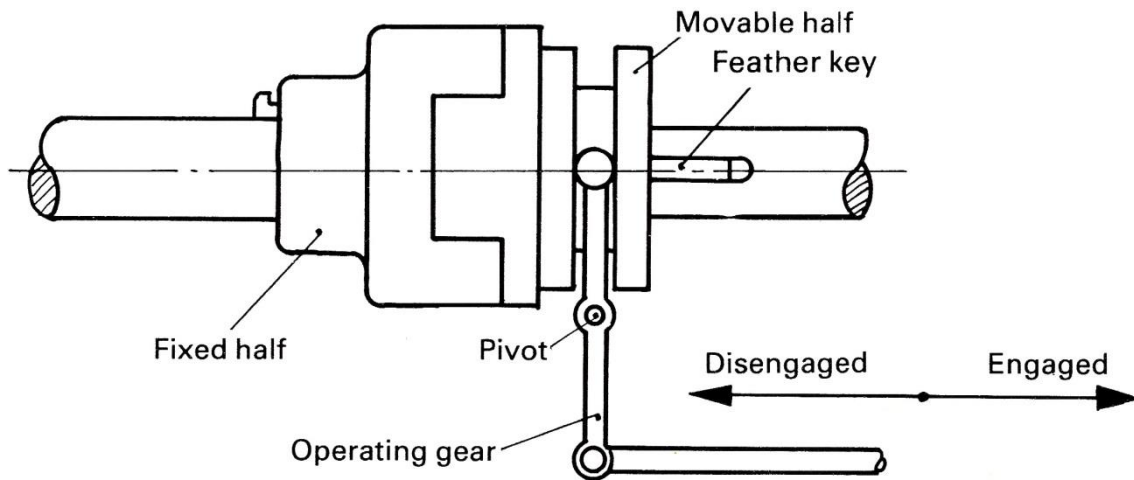 Movable half
Feather key
Fixed half
Pivot
Disengaged
Engaged
Operating gear